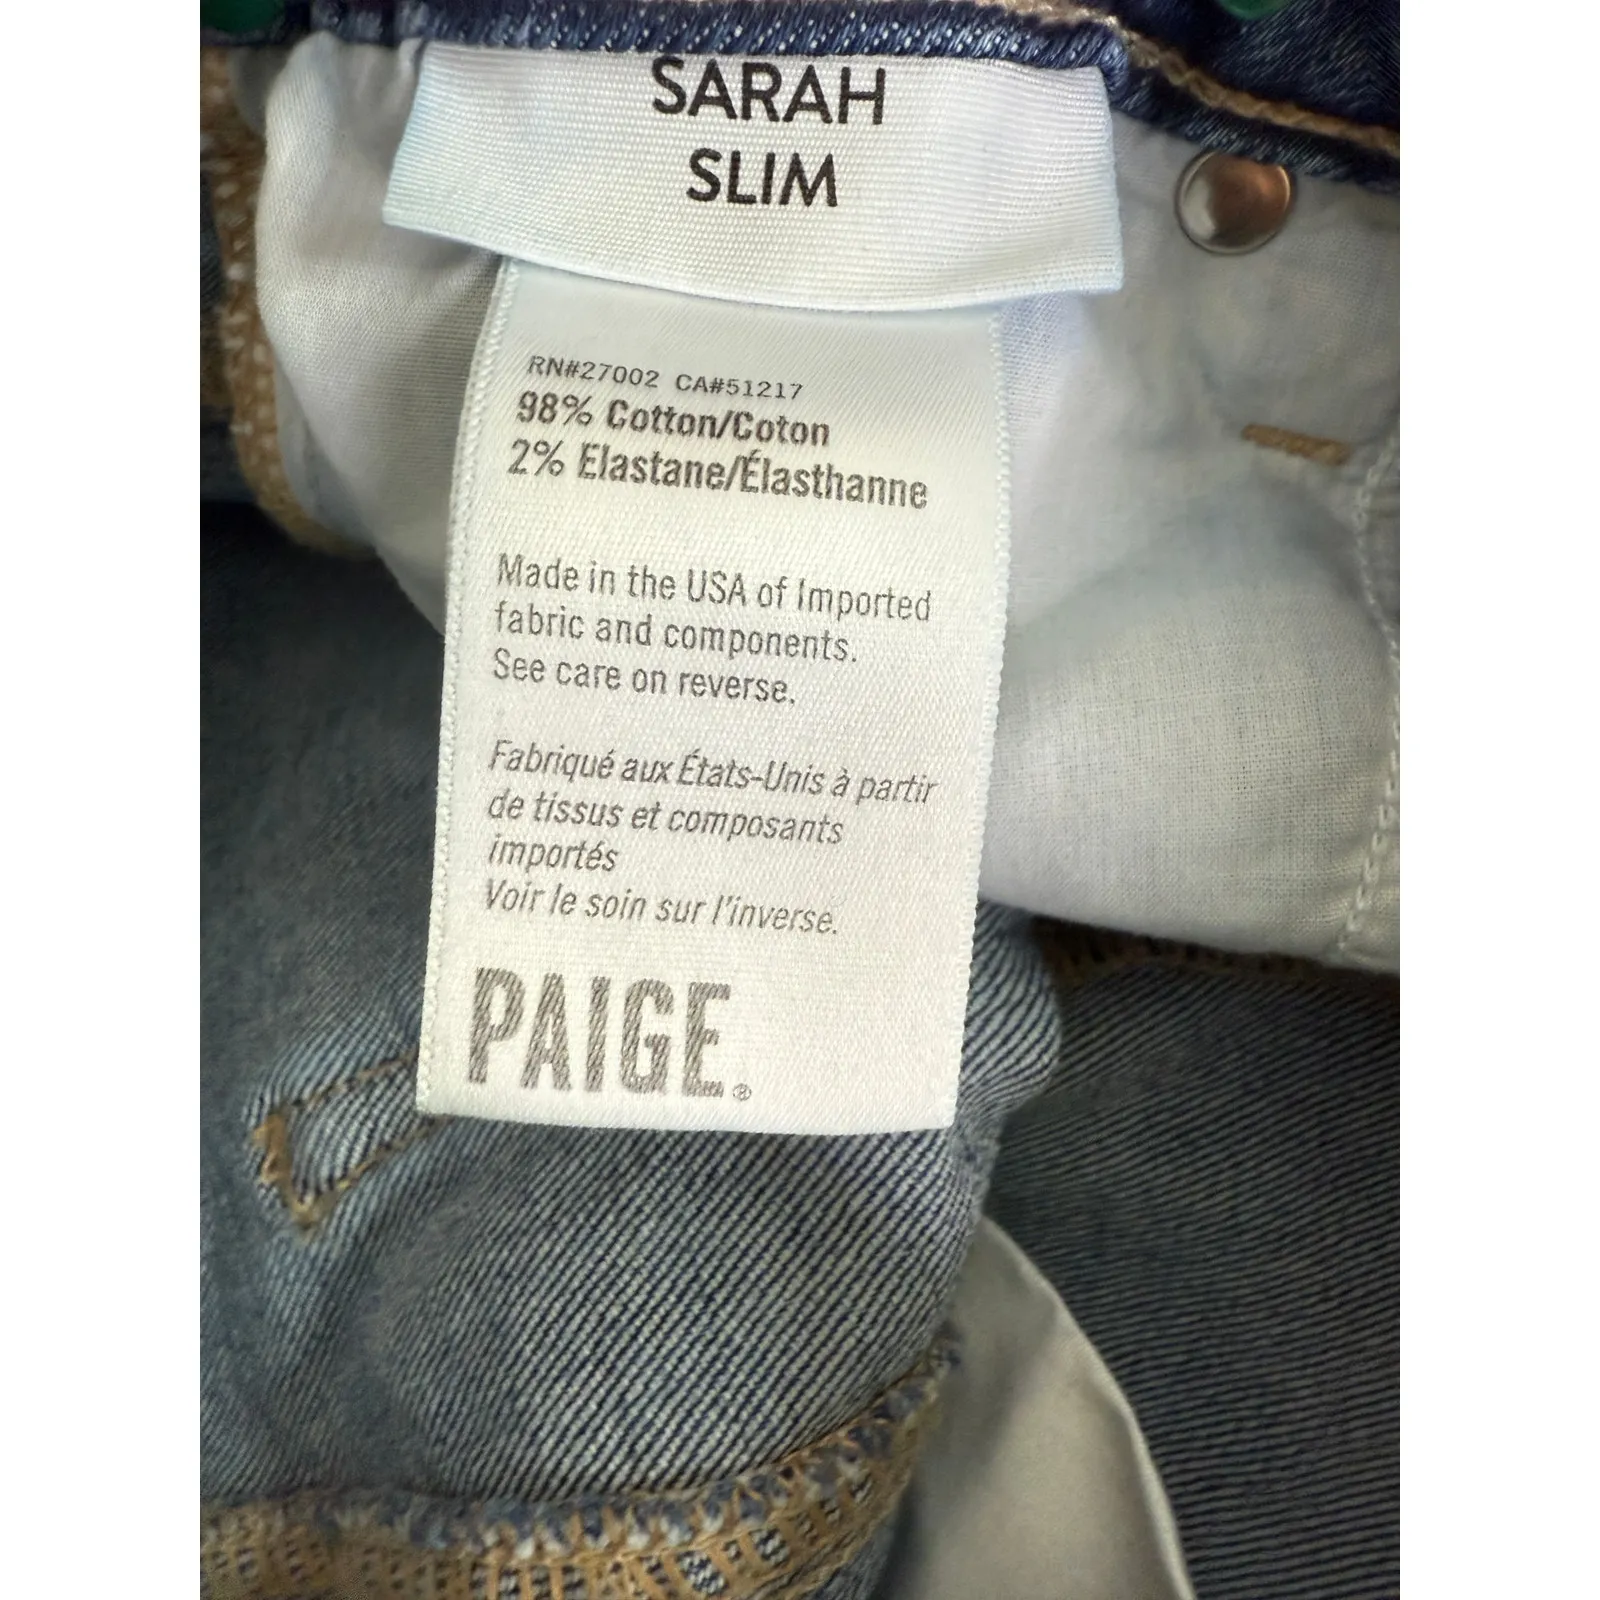 SARAH
SLIM
RN#27002 CA#51217
98% Cotton/Coton
2% Elastane/Élasthanne
Made in the USA of Imported
fabric and components.
See care on reverse.
Fabriqué aux États-Unis à partir
de tissus et composants
importés
Voir le soin sur l'inverse.
PAIGE®